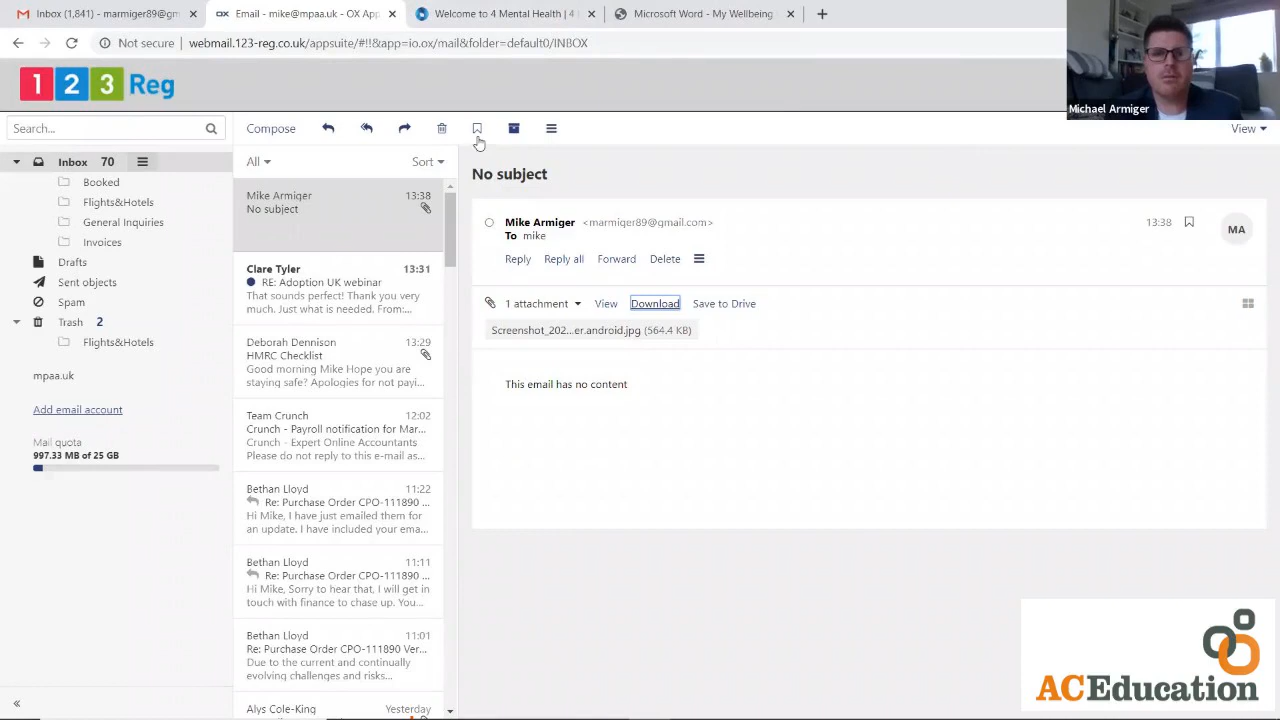 Inbox (1,841) - marmiger89@gm
Email - mike@mpaa.uk - OX App
Welcome to 4 Mental Health | 4
Microsoft Word - My Wellbeing
Not secure | webmail.123-reg.co.uk/appsuite/#!!&app=io.ox/mail&folder=default0/INBOX
123 Reg
Michael Armiger
Search...
Compose
View
Inbox 70
Booked
Flights&Hotels
General Inquiries
Invoices
Drafts
Sent objects
Spam
Trash 2
Flights&Hotels
mpaa.uk
Add email account
Mail quota
997.33 MB of 25 GB
All
Sort
Mike Armiger 13:38
No subject
Clare Tyler 13:31
RE: Adoption UK webinar
That sounds perfect! Thank you very
much. Just what is needed. From:...
Deborah Dennison 13:29
HMRC Checklist
Good morning Mike Hope you are
staying safe? Apologies for not payi...
Team Crunch 12:02
Crunch - Payroll notification for Mar...
Crunch - Expert Online Accountants
Please do not reply to this e-mail as...
Bethan Lloyd 11:22
Re: Purchase Order CPO-111890 ...
Hi Mike, I have just emailed them for
an update. I have included your ema...
Bethan Lloyd 11:11
Re: Purchase Order CPO-111890 ...
Hi Mike, Sorry to hear that, I will get in
touch with finance to chase up. You...
Bethan Lloyd 11:01
Re: Purchase Order CPO-111890 Ver...
Due to the current and continually
evolving challenges and risks...
Alys Cole-King Yesterday
No subject
Mike Armiger <marmiger89@gmail.com> 13:38
To mike
MA
Reply Reply all Forward Delete
1 attachment View Download Save to Drive
Screenshot_202...er.android.jpg (564.4 KB)
This email has no content
ACEducation